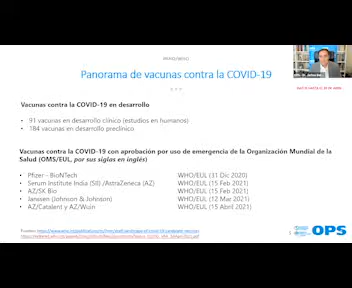 Panorama de vacunas contra la COVID-19
Vacunas contra la COVID-19 en desarrollo
• 91 vacunas en desarrollo clínico (estudios en humanos)
• 184 vacunas en desarrollo preclínico
Vacunas contra la COVID-19 con aprobación por uso de emergencia de la Organización Mundial de la
Salud (OMS/EUL, por sus siglas en inglés)
• Pfizer - BioNTech WHO/EUL (31 Dic 2020)
• Serum Institute India (SII) /AstraZeneca (AZ) WHO/EUL (15 Feb 2021)
• AZ/SK Bio WHO/EUL (15 Feb 2021)
• Janssen (Johnson & Johnson) WHO/EUL (12 Mar 2021)
• AZ/Catalent y AZ/Wuin WHO/EUL (15 Abril 2021)
OPS